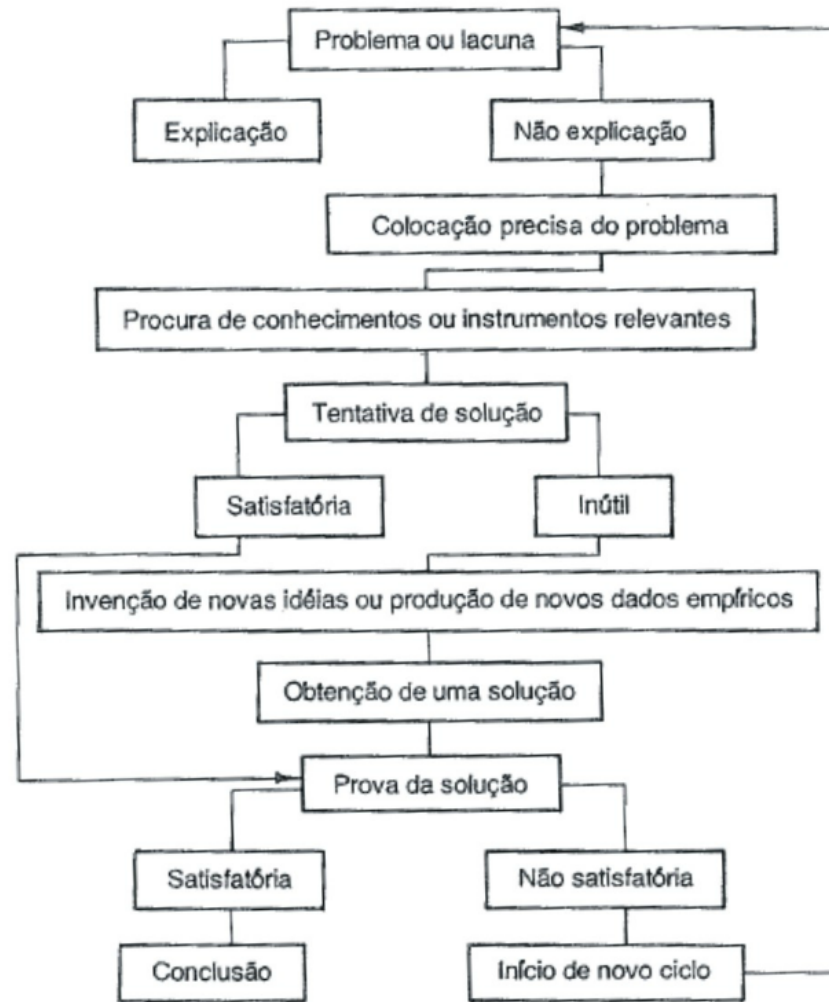 Problema ou lacuna
Explicação
Não explicação
Colocação precisa do problema
Procura de conhecimentos ou instrumentos relevantes
Tentativa de solução
Satisfatória
Inútil
Invenção de novas idéias ou produção de novos dados empíricos
Obtenção de uma solução
Prova da solução
Satisfatória
Não satisfatória
Conclusão
Início de novo ciclo